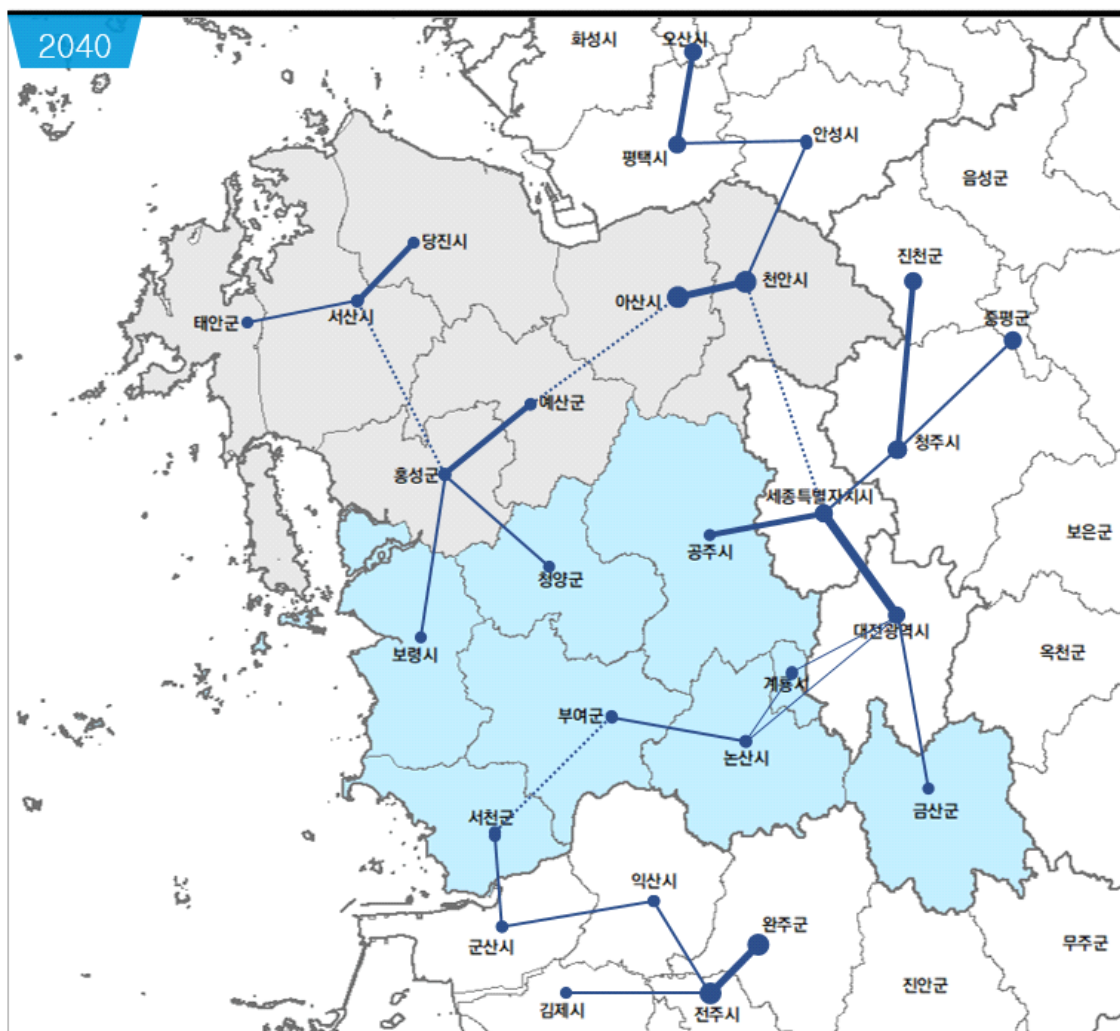 2040
화성시
오산시
안성시
평택시
음성군
당진시
진천군
천안시
아산시
서산시
태안군
증평군
예산군
청주시
홍성군
세종특별자치시
보은군
공주시
청양군
대전광역시
보령시
옥천군
계룡시
부여군
논산시
서천군
금산군
익산시
완주군
군산시
무주군
진안군
김제시
전주시